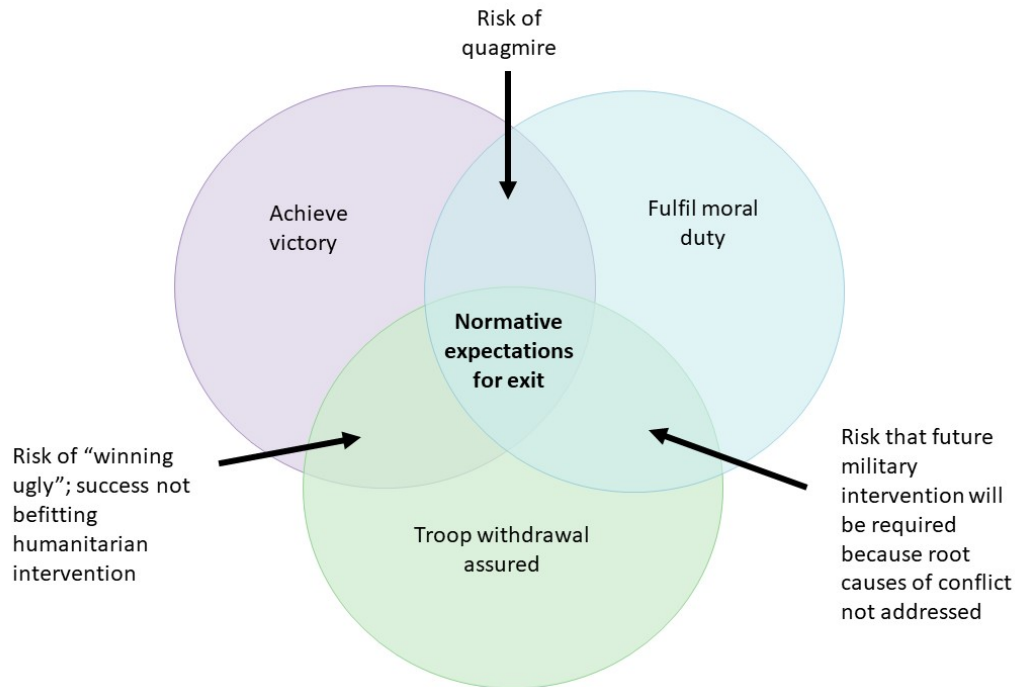 Risk of
quagmire
Achieve
victory
Fulfil moral
duty
Normative
expectations
for exit
Risk of “winning
ugly”; success not
befitting
humanitarian
intervention
Risk that future
military
intervention will
be required
because root
causes of conflict
not addressed
Troop withdrawal
assured